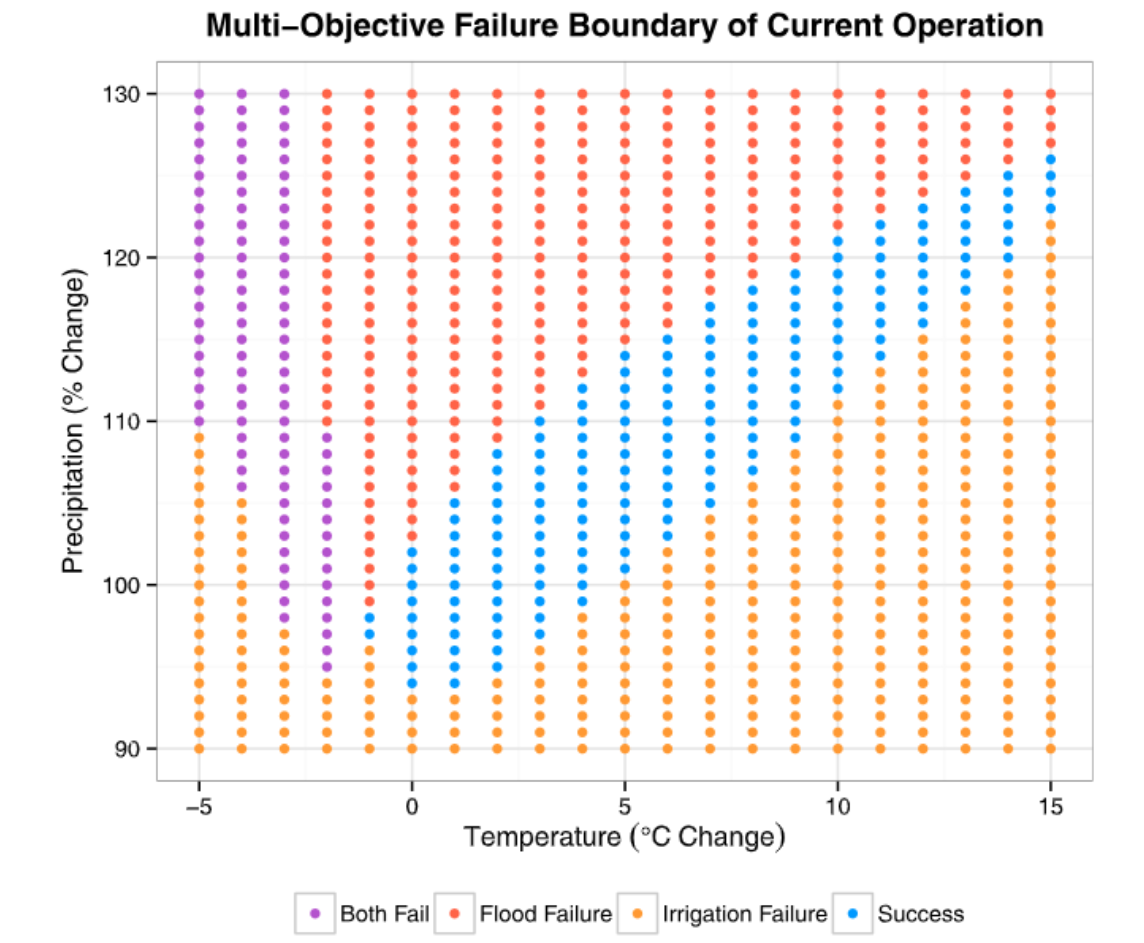 Multi−Objective Failure Boundary of Current Operation
130
120
110
100
90
Precipitation (% Change)
−5 0 5 10 15
Temperature (°C Change)
Both Fail Flood Failure Irrigation Failure Success